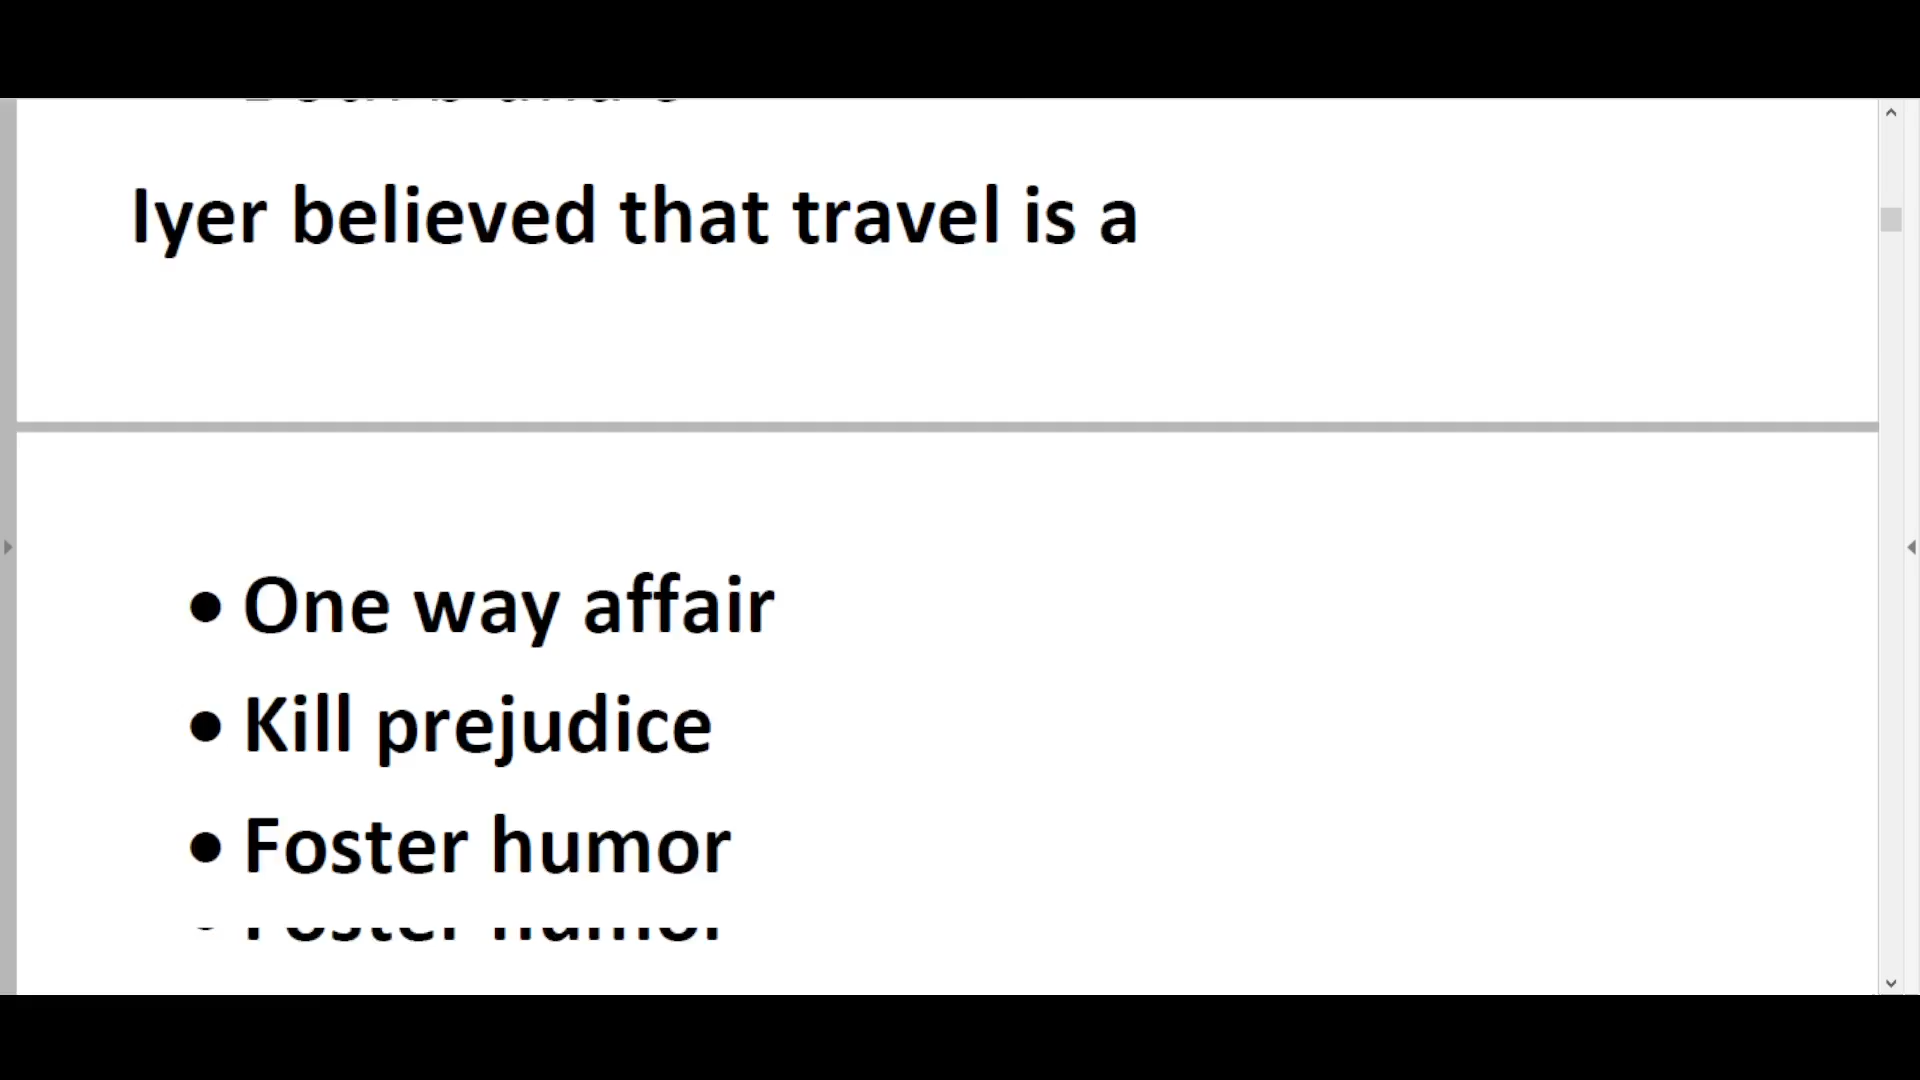 Iyer believed that travel is a
• One way affair
• Kill prejudice
• Foster humor